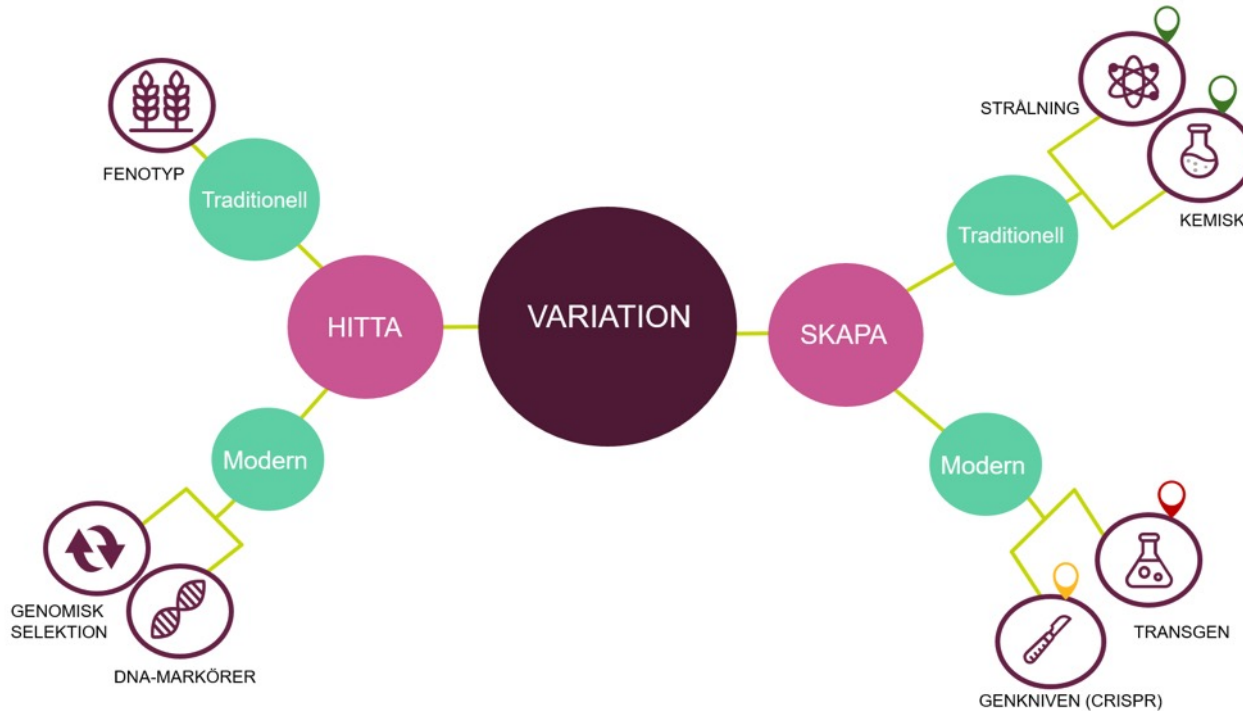 VARIATION
HITTA
Traditionell
FENOTYP
Modern
GENOMISK
SELEKTION
DNA-MARKÖRER
SKAPA
Traditionell
STRÅLNING
KEMISK
Modern
TRANSGEN
GENKNIVEN (CRISPR)